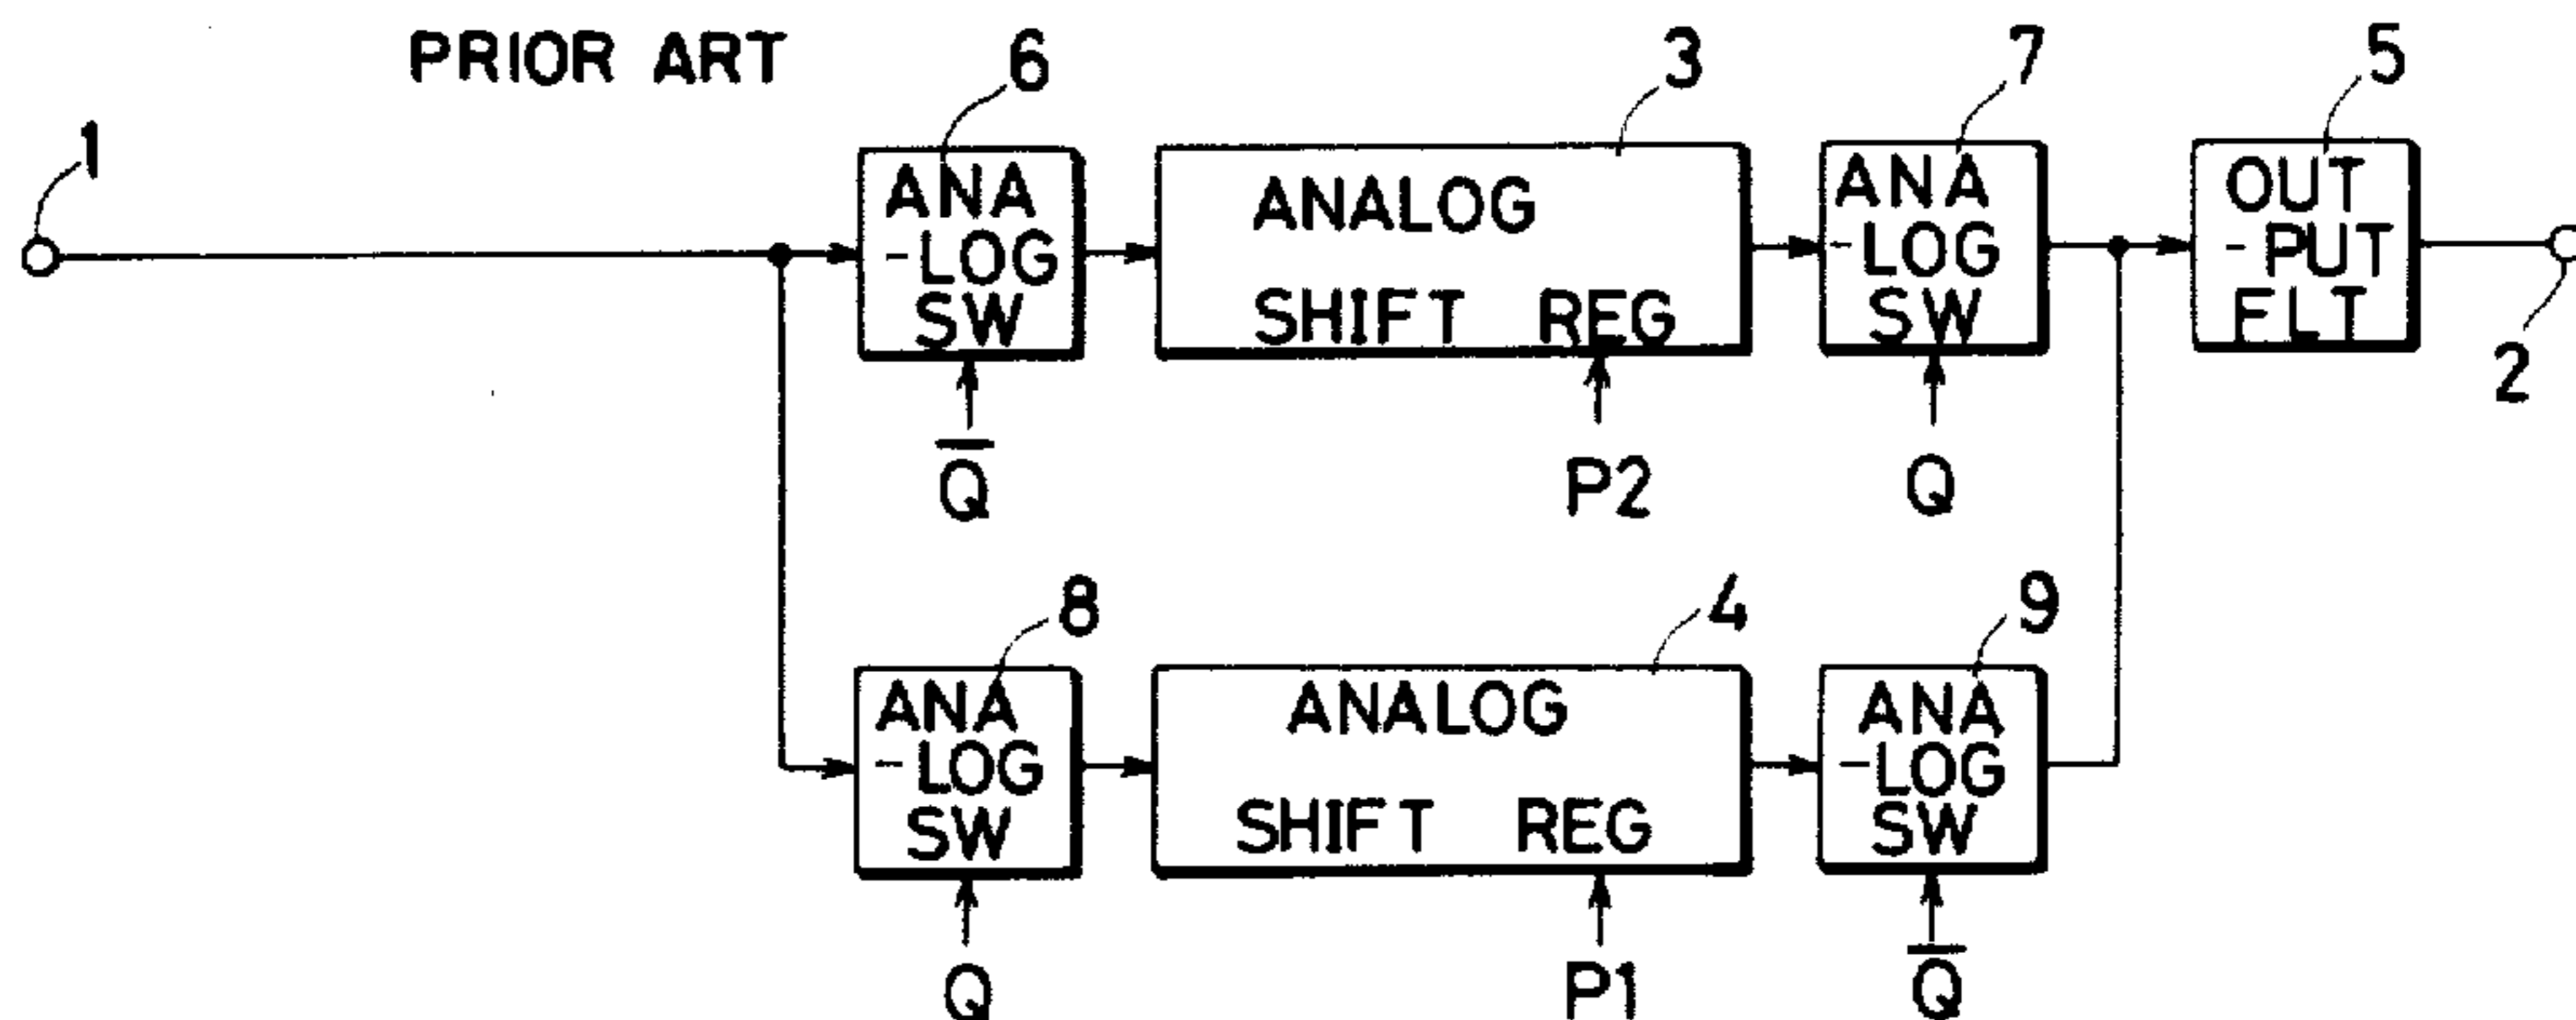 PRIOR ART
1
6
3
7
5
ANA
-LOG
SW
ANALOG
SHIFT REG
ANA
-LOG
SW
OUT
-PUT
FLT
2
Q̅
P2
Q
8
4
9
ANA
-LOG
SW
ANALOG
SHIFT REG
ANA
-LOG
SW
Q
P1
Q̅